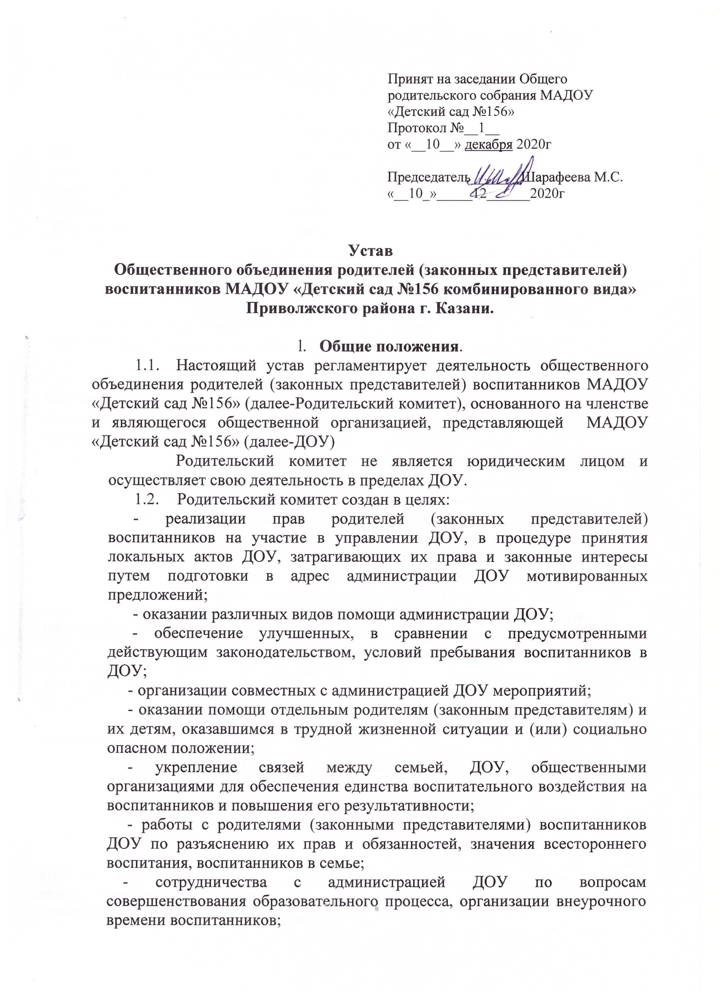 Принят на заседании Общего
родительского собрания МАДОУ
«Детский сад №156»
Протокол №__1__
от «__10__» декабря 2020г
Председатель_______Шарафеева М.С.
«__10_»_____12______2020г
Устав
Общественного объединения родителей (законных представителей)
воспитанников МАДОУ «Детский сад №156 комбинированного вида»
Приволжского района г. Казани.
1. Общие положения.
1.1. Настоящий устав регламентирует деятельность общественного
объединения родителей (законных представителей) воспитанников МАДОУ
«Детский сад №156» (далее-Родительский комитет), основанного на членстве
и являющегося общественной организацией, представляющей МАДОУ
«Детский сад №156» (далее-ДОУ)
Родительский комитет не является юридическим лицом и
осуществляет свою деятельность в пределах ДОУ.
1.2. Родительский комитет создан в целях:
- реализации прав родителей (законных представителей)
воспитанников на участие в управлении ДОУ, в процедуре принятия
локальных актов ДОУ, затрагивающих их права и законные интересы
путем подготовки в адрес администрации ДОУ мотивированных
предложений;
- оказании различных видов помощи администрации ДОУ;
- обеспечение улучшенных, в сравнении с предусмотренными
действующим законодательством, условий пребывания воспитанников в
ДОУ;
- организации совместных с администрацией ДОУ мероприятий;
- оказании помощи отдельным родителям (законным представителям) и
их детям, оказавшимся в трудной жизненной ситуации и (или) социально
опасном положении;
- укрепление связей между семьей, ДОУ, общественными
организациями для обеспечения единства воспитательного воздействия на
воспитанников и повышения его результативности;
- работы с родителями (законными представителями) воспитанников
ДОУ по разъяснению их прав и обязанностей, значения всестороннего
воспитания, воспитанников в семье;
- сотрудничества с администрацией ДОУ по вопросам
совершенствования образовательного процесса, организации внеурочного
времени воспитанников;